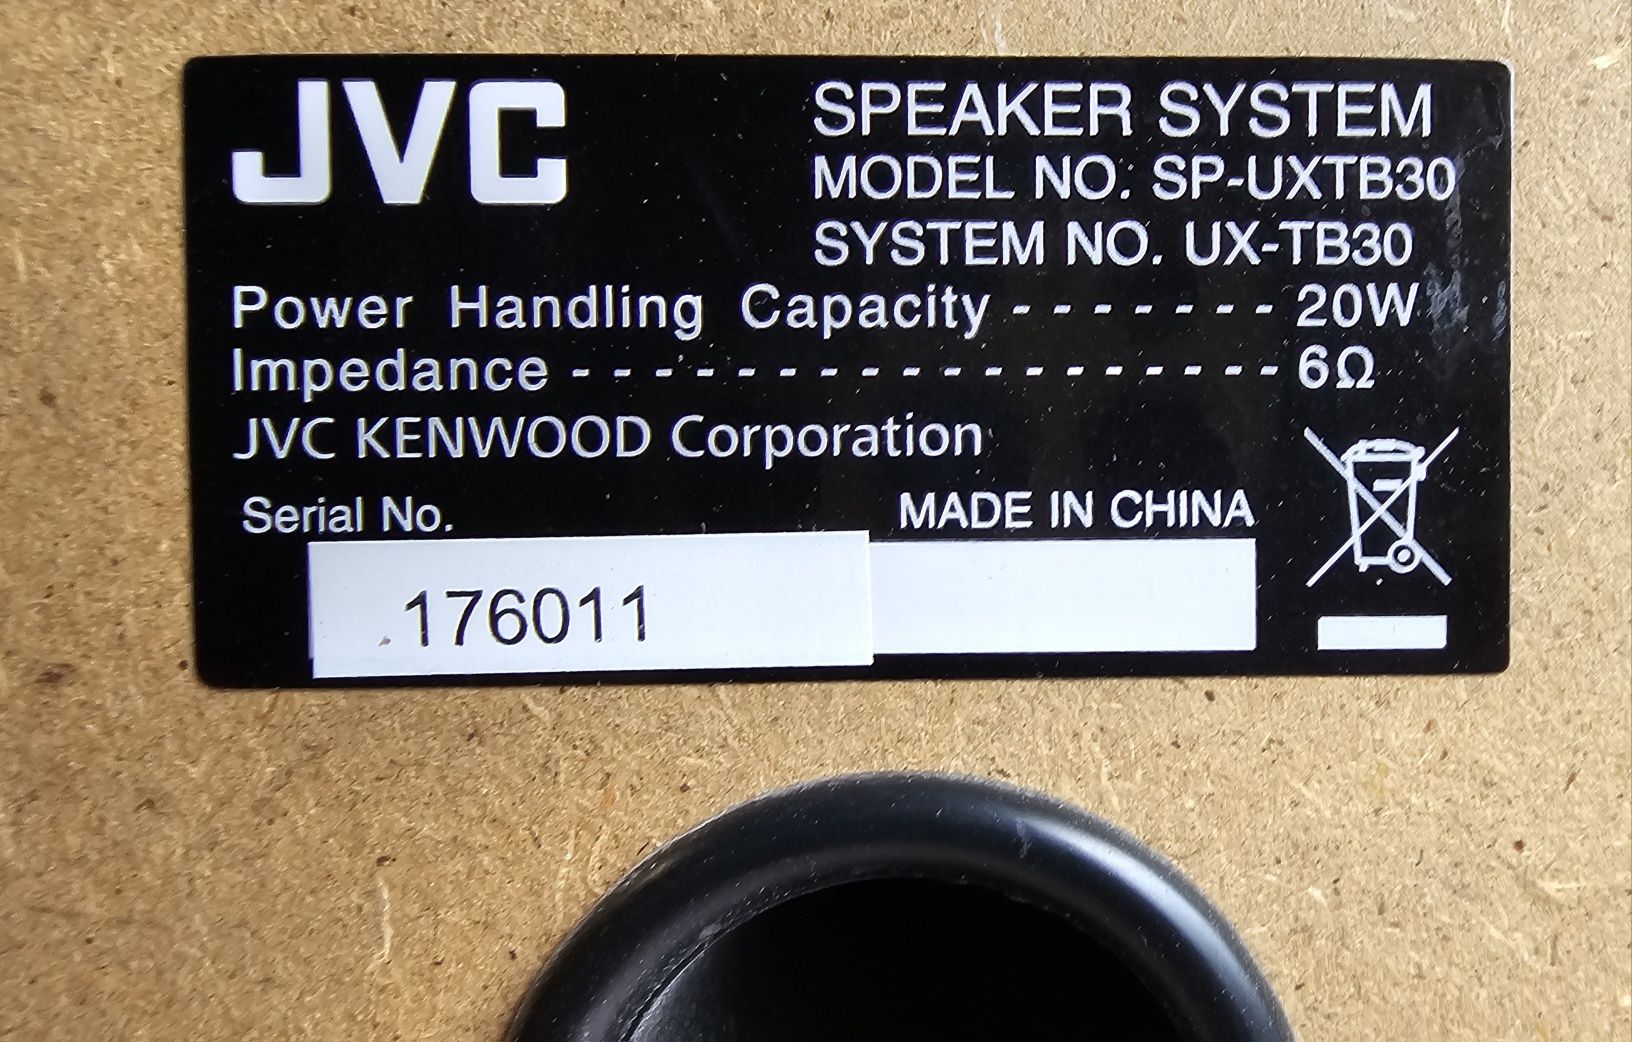 JVC
SPEAKER SYSTEM
MODEL NO. SP-UXTB30
SYSTEM NO. UX-TB30
Power Handling Capacity - - - - - - - 20W
Impedance - - - - - - - - - - - - - - - - - - 6Ω
JVC KENWOOD Corporation
Serial No.
MADE IN CHINA
176011